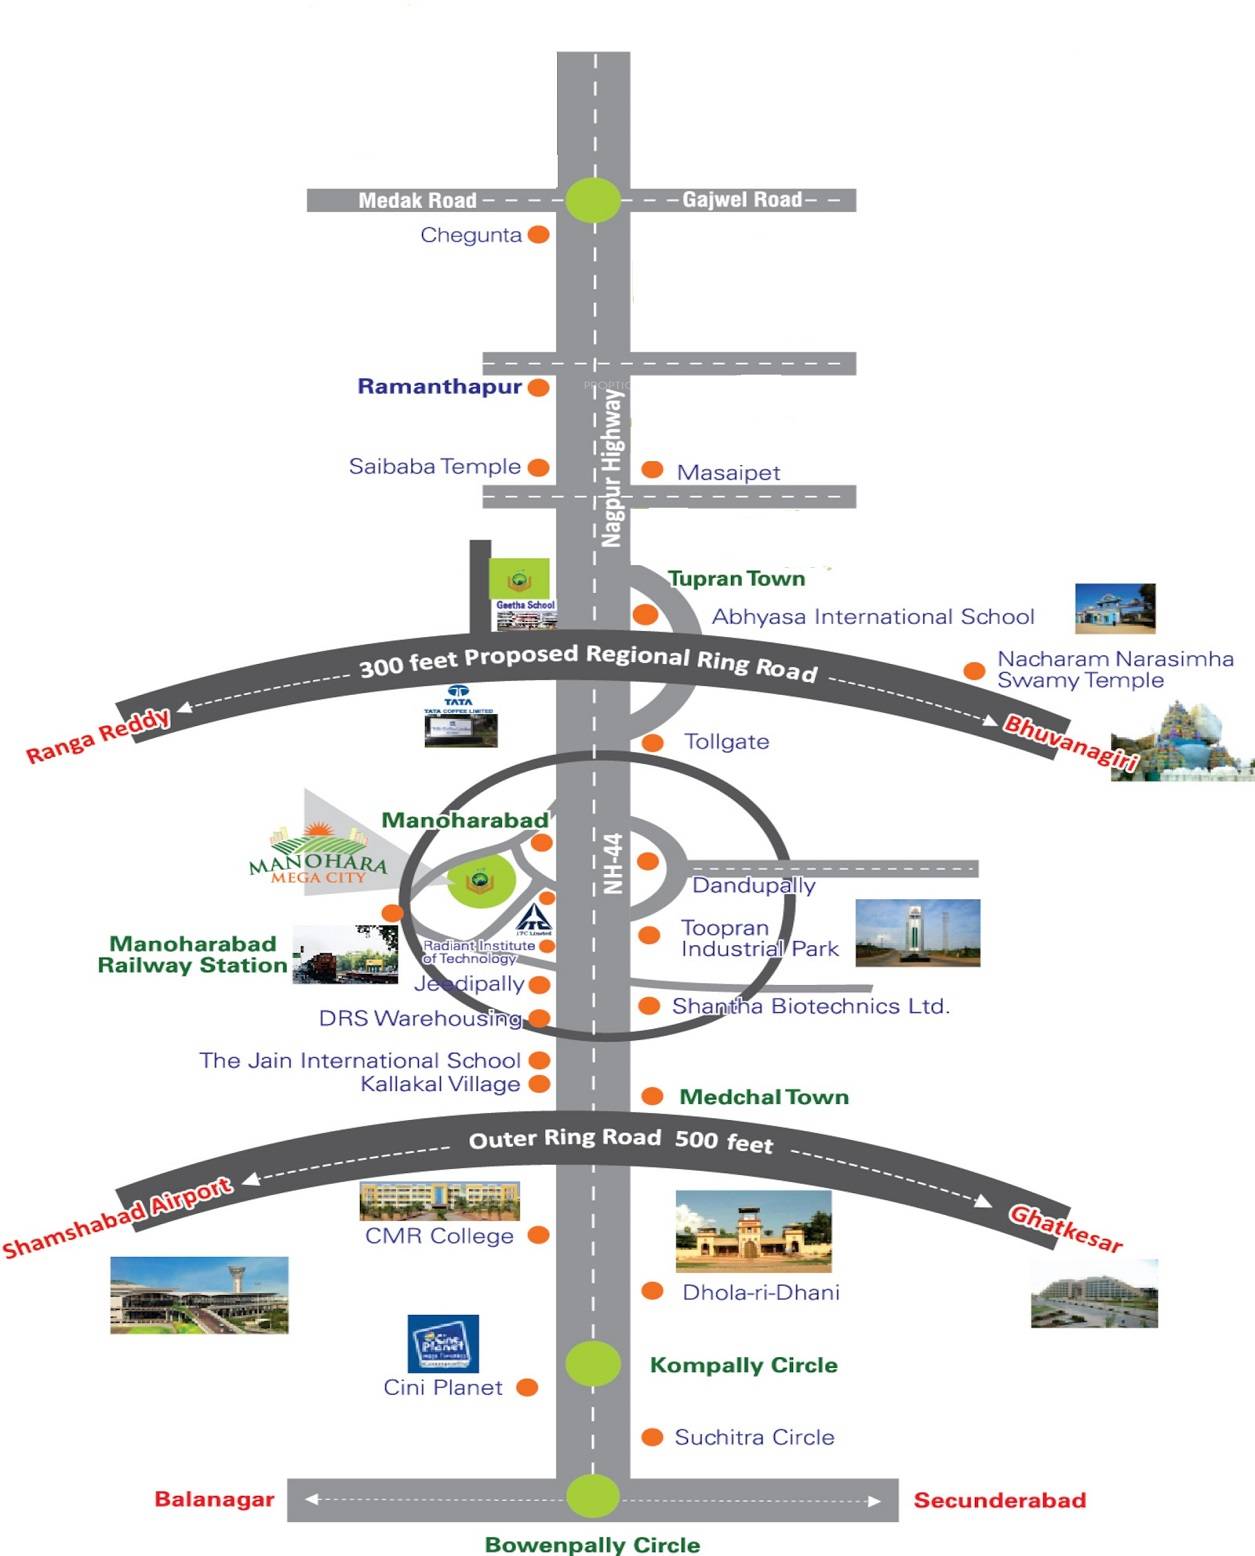 Medak Road
Gajwel Road
Chegunta
Ramanthapur
Nagpur Highway
Saibaba Temple
Masaipet
Tupran Town
Geetha School
Abhyasa International School
300 feet Proposed Regional Ring Road
Nacharam Narasimha
Swamy Temple
TATA
TATA COFFEE LIMITED
Ranga Reddy
Bhuvanagiri
Tollgate
Manoharabad
NH-44
MANOHARA
MEGA CITY
Dandupally
ITC Limited
Toopran
Industrial Park
Manoharabad
Railway Station
Radiant Institute
of Technology
Jeedipally
Shantha Biotechnics Ltd.
DRS Warehousing
The Jain International School
Kallakal Village
Medchal Town
Outer Ring Road 500 feet
Shamshabad Airport
Ghatkesar
CMR College
Dhola-ri-Dhani
Cine
Planet
Kompally Circle
Cini Planet
Suchitra Circle
Balanagar
Secunderabad
Bowenpally Circle